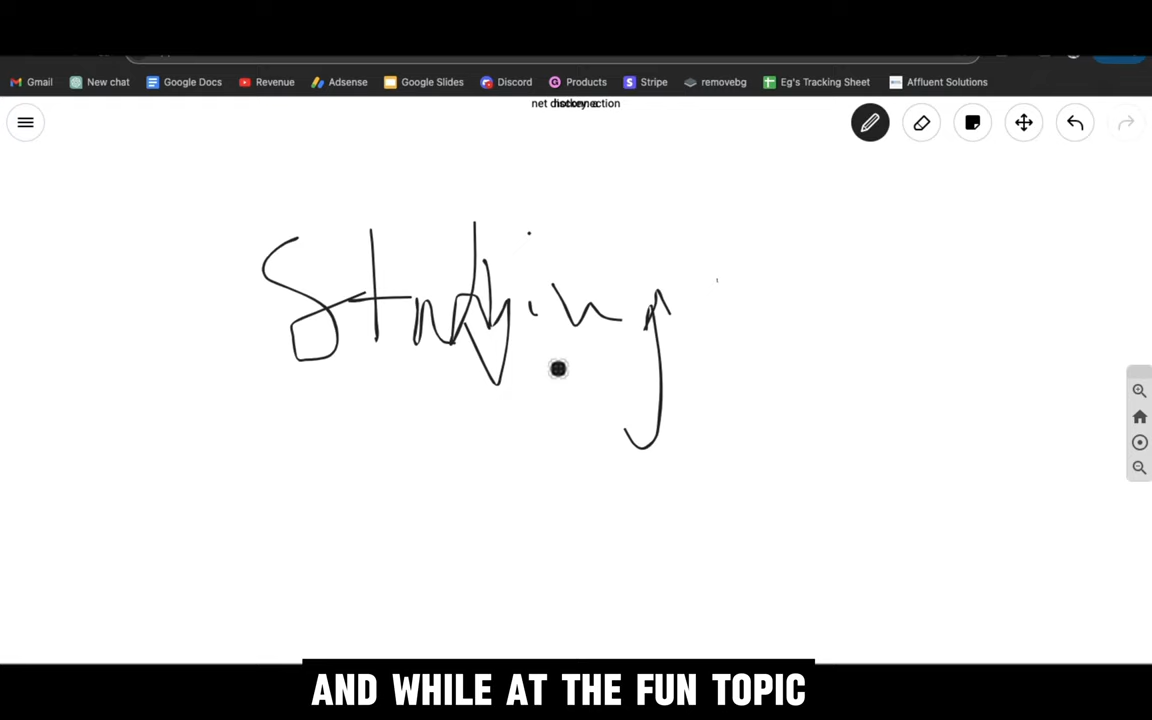 Gmail New chat Google Docs Revenue Adsense Google Slides Discord Products Stripe removebg Eg's Tracking Sheet Affluent Solutions
Studying
AND WHILE AT THE FUN TOPIC